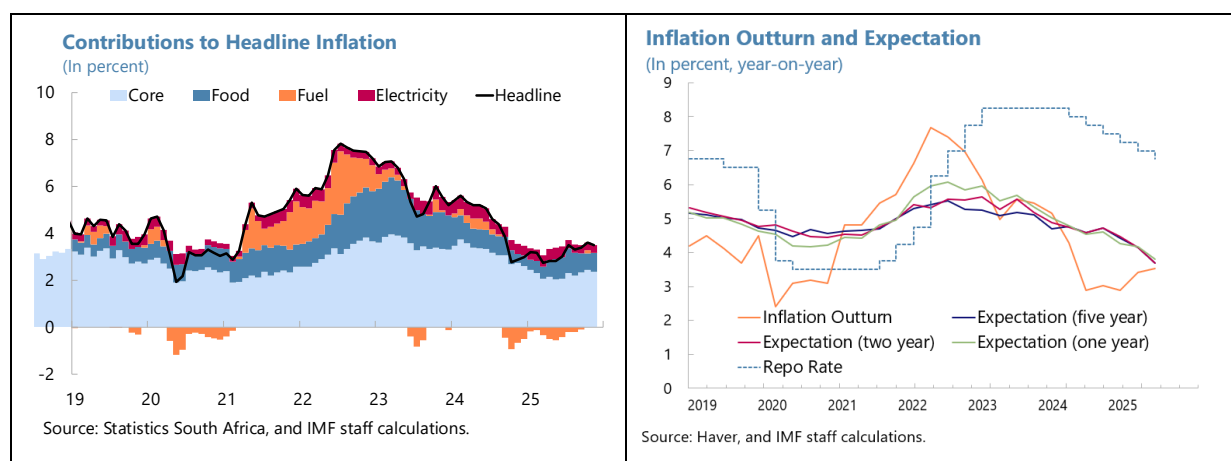 Contributions to Headline Inflation
(In percent)
10
Core Food Fuel Electricity Headline
8
6
4
2
0
-2
19 20 21 22 23 24 25
Source: Statistics South Africa, and IMF staff calculations.
Inflation Outturn and Expectation
(In percent, year-on-year)
9
8
7
6
5
4
3
2
1
0
Inflation Outturn Expectation (five year)
Expectation (two year) Expectation (one year)
Repo Rate
2019 2020 2021 2022 2023 2024 2025
Source: Haver, and IMF staff calculations.